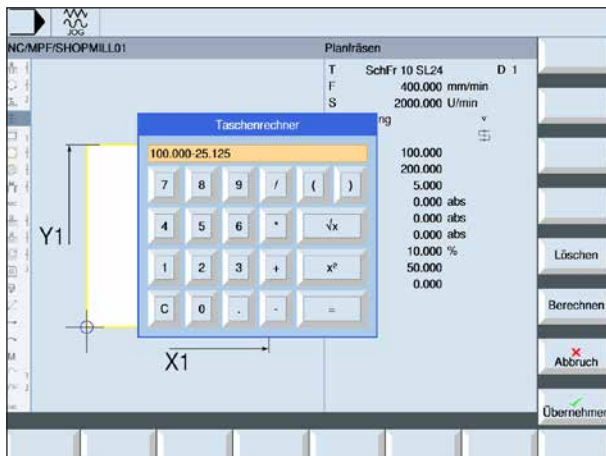 JOG
NC/MPF/SHOPMILL01
Planfräsen
T SchFr 10 SL24 D 1
F 400.000 mm/min
S 2000.000 U/min
ng
100.000
200.000
5.000
0.000 abs
0.000 abs
0.000 abs
10.000 %
50.000
0.000
Taschenrechner
100.000-25.125
7 8 9 / ( )
4 5 6 * √x
1 2 3 + x²
C 0 . - =
Y1
X1
Löschen
Berechnen
Abbruch
Übernehmen